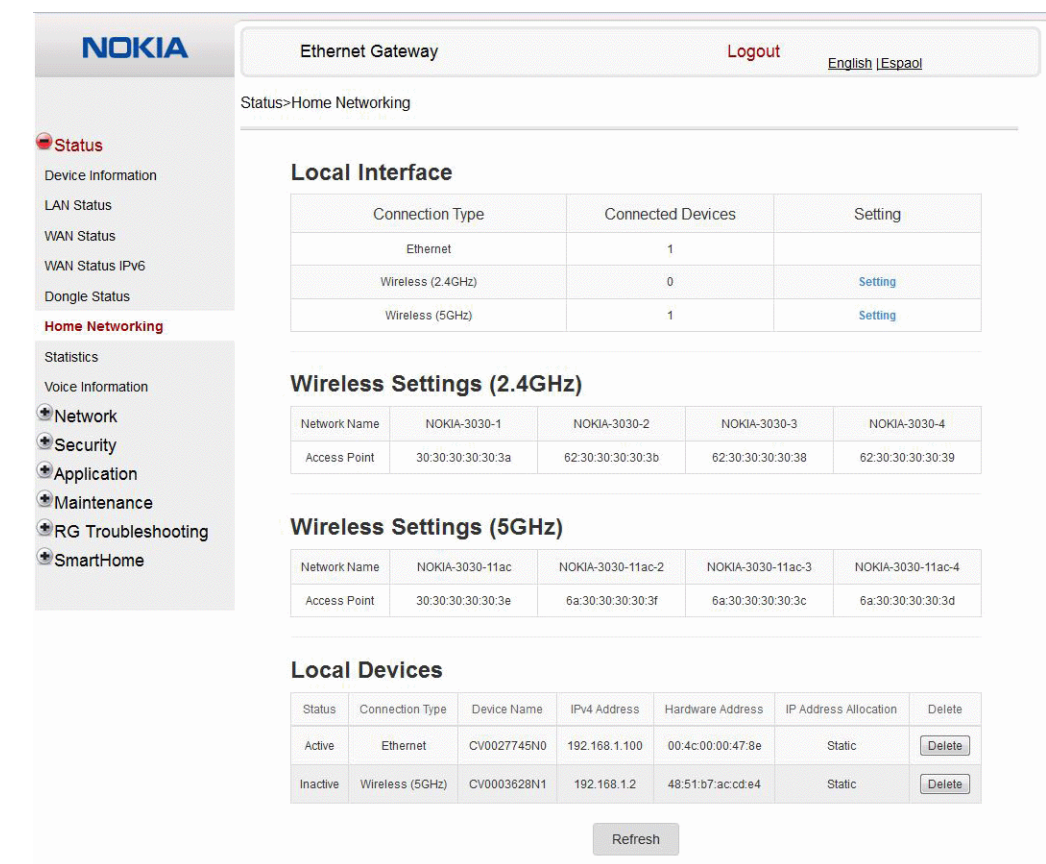 NOKIA
Ethernet Gateway Logout English |Espaol
Status>Home Networking
Status
Device Information
LAN Status
WAN Status
WAN Status IPv6
Dongle Status
Home Networking
Statistics
Voice Information
Network
Security
Application
Maintenance
RG Troubleshooting
SmartHome
Local Interface
Connection Type Connected Devices Setting
Ethernet 1
Wireless (2.4GHz) 0 Setting
Wireless (5GHz) 1 Setting
Wireless Settings (2.4GHz)
Network Name NOKIA-3030-1 NOKIA-3030-2 NOKIA-3030-3 NOKIA-3030-4
Access Point 30:30:30:30:30:3a 62:30:30:30:30:3b 62:30:30:30:30:38 62:30:30:30:30:39
Wireless Settings (5GHz)
Network Name NOKIA-3030-11ac NOKIA-3030-11ac-2 NOKIA-3030-11ac-3 NOKIA-3030-11ac-4
Access Point 30:30:30:30:30:3e 6a:30:30:30:30:3f 6a:30:30:30:30:3c 6a:30:30:30:30:3d
Local Devices
Status Connection Type Device Name IPv4 Address Hardware Address IP Address Allocation Delete
Active Ethernet CV0027745N0 192.168.1.100 00:4c:00:00:47:8e Static Delete
Inactive Wireless (5GHz) CV0003628N1 192.168.1.2 48:51:b7:ac:cd:e4 Static Delete
Refresh